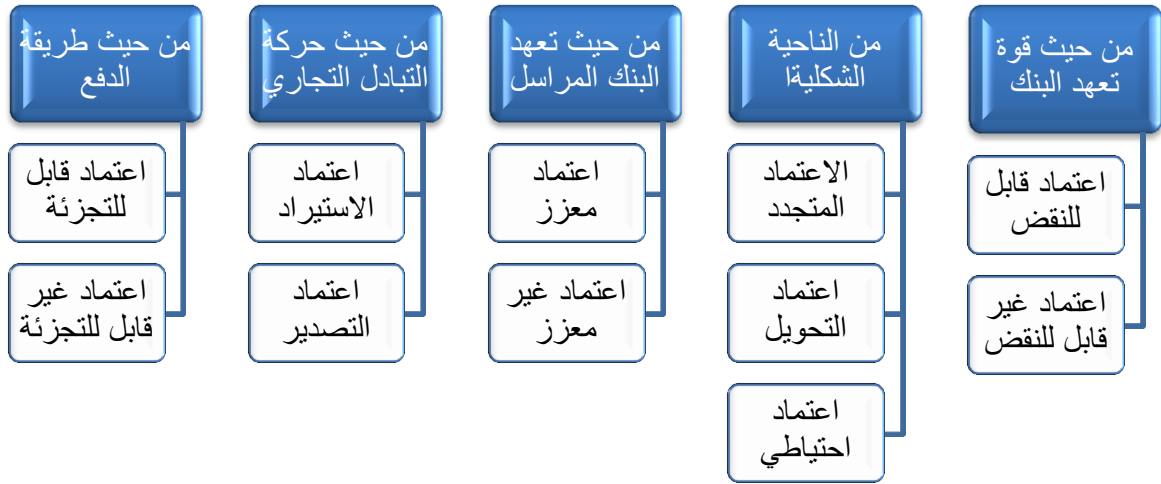 من حيث قوة
تعهد البنك
اعتماد قابل
للنقض
اعتماد غير
قابل للنقض
من الناحية
الشكليةا
الاعتماد
المتجدد
اعتماد
التحويل
اعتماد
احتياطي
من حيث تعهد
البنك المراسل
اعتماد
معزز
اعتماد غير
معزز
من حيث حركة
التبادل التجاري
اعتماد
الاستيراد
اعتماد
التصدير
من حيث طريقة
الدفع
اعتماد قابل
للتجزئة
اعتماد غير
قابل للتجزئة